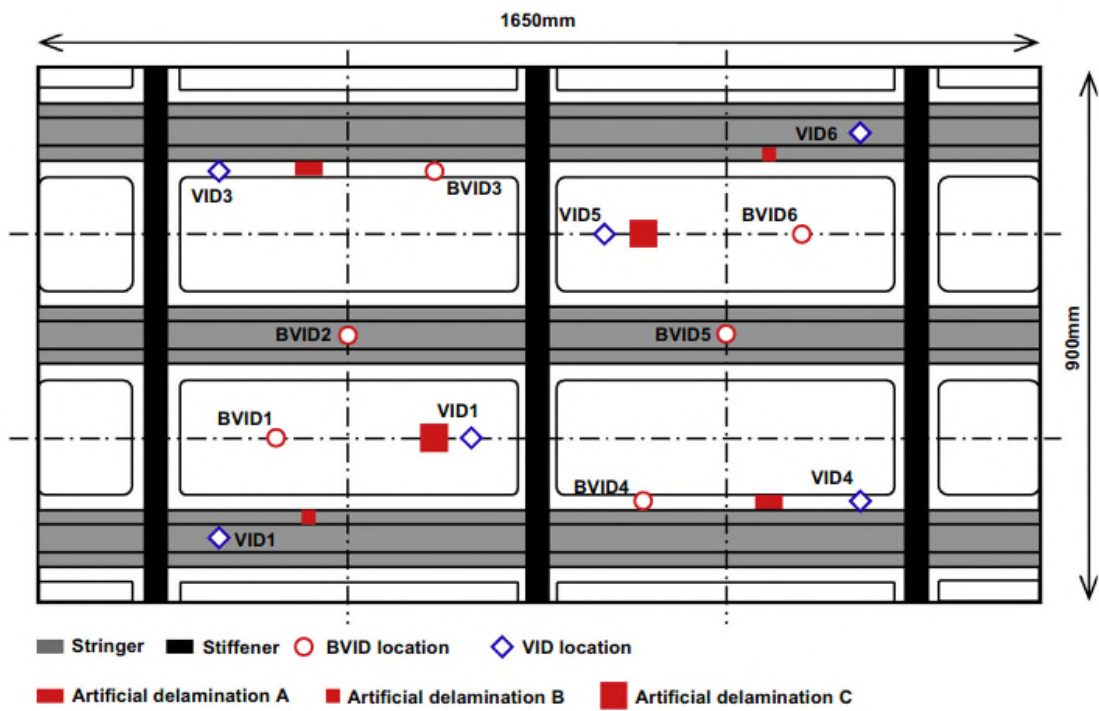 1650mm
VID6
VID3
BVID3
VID5
BVID6
BVID2
BVID5
900mm
BVID1
VID1
BVID4
VID4
VID1
Stringer
Stiffener
BVID location
VID location
Artificial delamination A
Artificial delamination B
Artificial delamination C